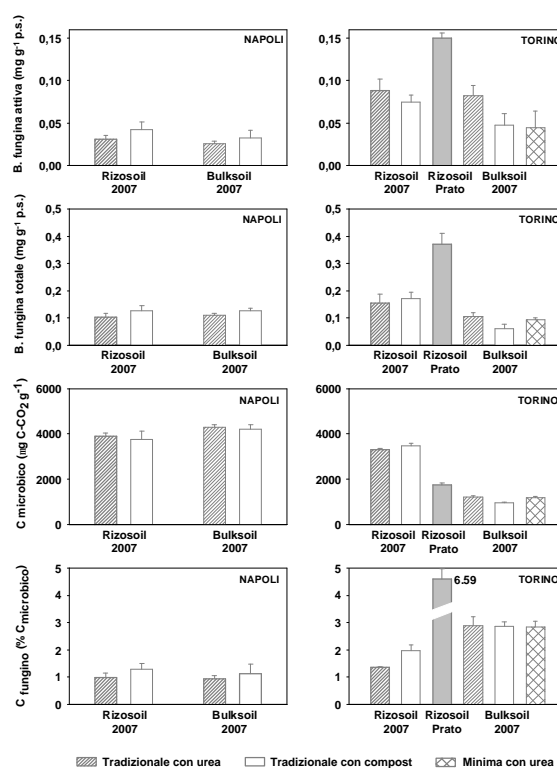 B. fungina attiva (mg g-1 p.s.)
0,15
0,10
0,05
0,00
NAPOLI
Rizosoil
2007
Bulksoil
2007
0,15
0,10
0,05
0,00
TORINO
Rizosoil
2007
Rizosoil
Prato
Bulksoil
2007
B. fungina totale (mg g-1 p.s.)
0,5
0,4
0,3
0,2
0,1
0,0
NAPOLI
Rizosoil
2007
Bulksoil
2007
0,5
0,4
0,3
0,2
0,1
0,0
TORINO
Rizosoil
2007
Rizosoil
Prato
Bulksoil
2007
C microbico (µg C-CO2 g-1)
6000
4000
2000
0
NAPOLI
Rizosoil
2007
Bulksoil
2007
6000
4000
2000
0
TORINO
Rizosoil
2007
Rizosoil
Prato
Bulksoil
2007
C fungino (% Cmicrobico)
5
4
3
2
1
0
NAPOLI
Rizosoil
2007
Bulksoil
2007
5
4
3
2
1
0
6.59
TORINO
Rizosoil
2007
Rizosoil
Prato
Bulksoil
2007
Tradizionale con urea
Tradizionale con compost
Minima con urea